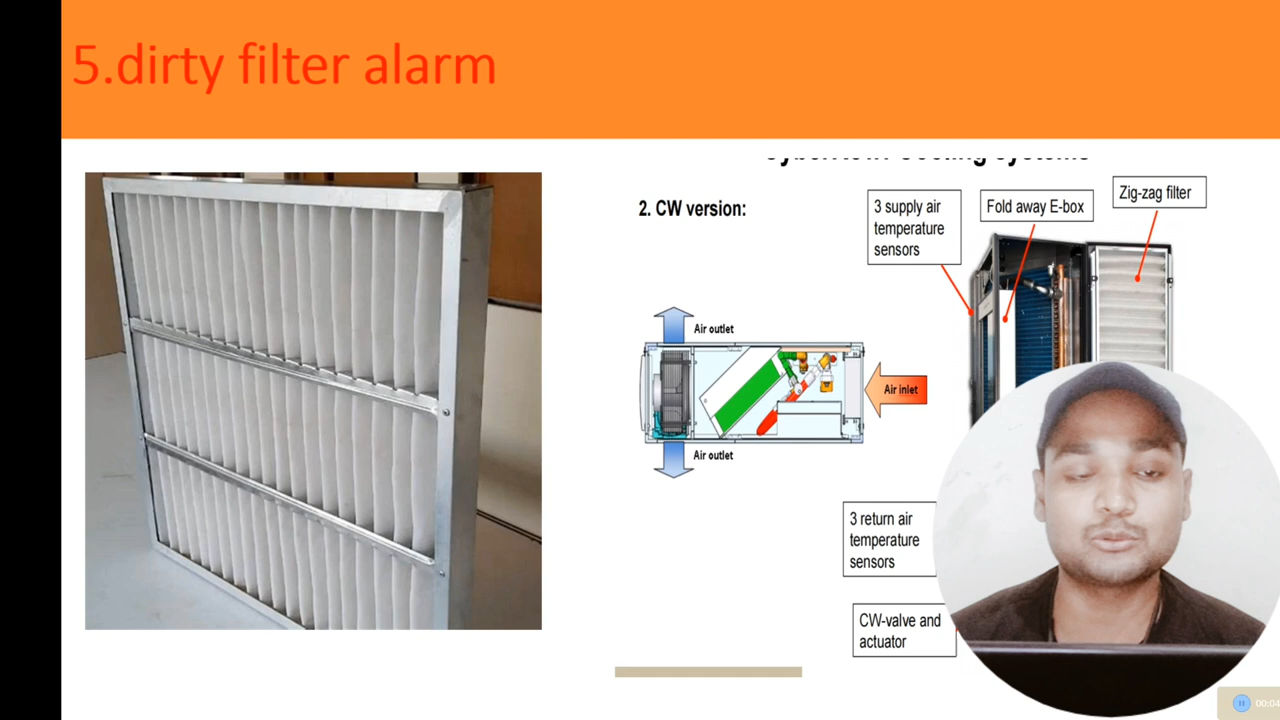 5.dirty filter alarm
2. CW version:
3 supply air
temperature
sensors
Fold away E-box
Zig-zag filter
Air outlet
Air inlet
Air outlet
3 return air
temperature
sensors
CW-valve and
actuator